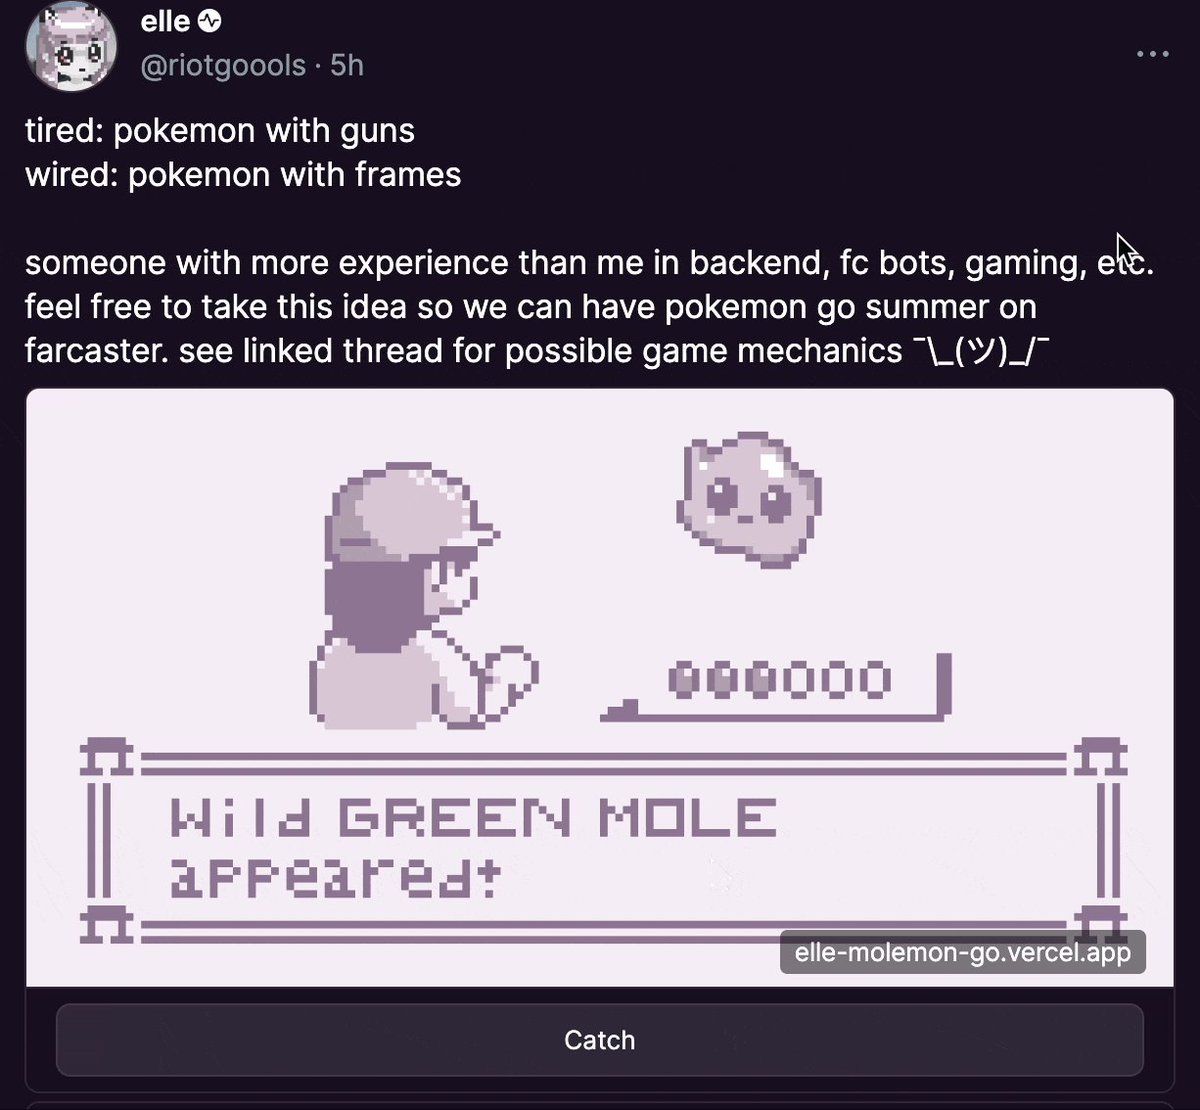 elle
@riotgoools · 5h
tired: pokemon with guns
wired: pokemon with frames
someone with more experience than me in backend, fc bots, gaming, etc.
feel free to take this idea so we can have pokemon go summer on
farcaster. see linked thread for possible game mechanics ¯\_(ツ)_/¯
Wild GREEN MOLE
appeared!
elle-molemon-go.vercel.app
Catch